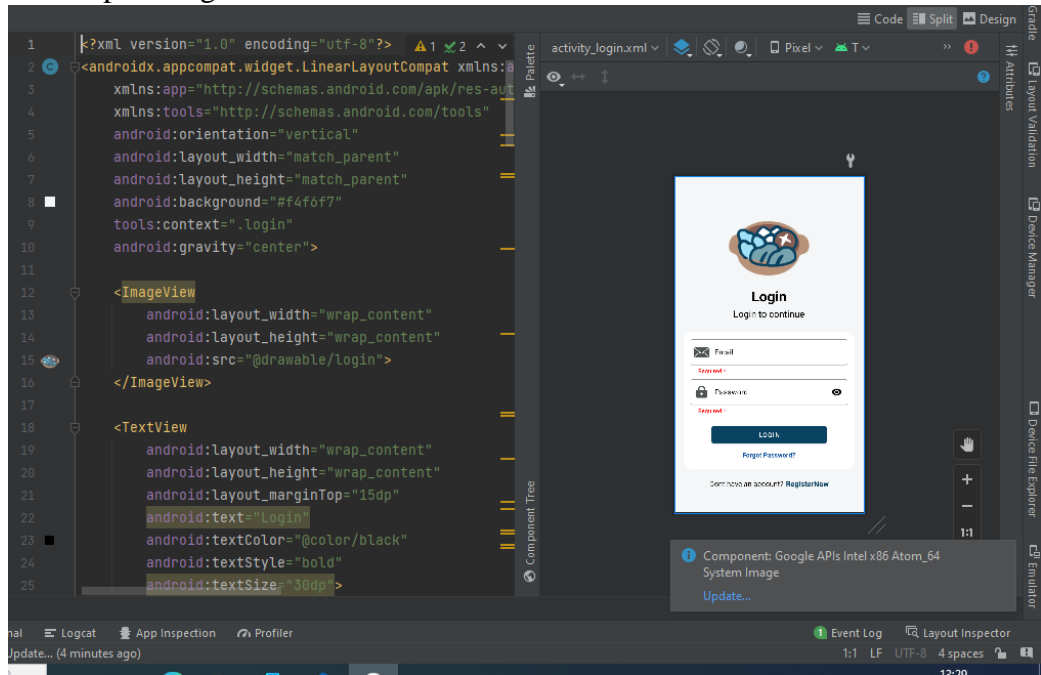 Code Split Design
Gradle
1 <?xml version="1.0" encoding="utf-8"?> 1 2
2 <androidx.appcompat.widget.LinearLayoutCompat xmlns:a
3 xmlns:app="http://schemas.android.com/apk/res-aut
4 xmlns:tools="http://schemas.android.com/tools"
5 android:orientation="vertical"
6 android:layout_width="match_parent"
7 android:layout_height="match_parent"
8 android:background="#f4f6f7"
9 tools:context=".login"
10 android:gravity="center">
11
12 <ImageView
13 android:layout_width="wrap_content"
14 android:layout_height="wrap_content"
15 android:src="@drawable/login">
16 </ImageView>
17
18 <TextView
19 android:layout_width="wrap_content"
20 android:layout_height="wrap_content"
21 android:layout_marginTop="15dp"
22 android:text="Login"
23 android:textColor="@color/black"
24 android:textStyle="bold"
25 android:textSize="30dp">
Palette
Component Tree
activity_login.xml Pixel T »
Attributes
Layout Validation
Device Manager
Device File Explorer
Emulator
Login
Login to continue
Email
Required *
Password
Required *
LOGIN
Forgot Password?
Dont have an account? RegisterNow
1:1
Component: Google APIs Intel x86 Atom_64
System Image
Update...
nal Logcat App Inspection Profiler 1 Event Log Layout Inspector
Update... (4 minutes ago) 1:1 LF UTF-8 4 spaces